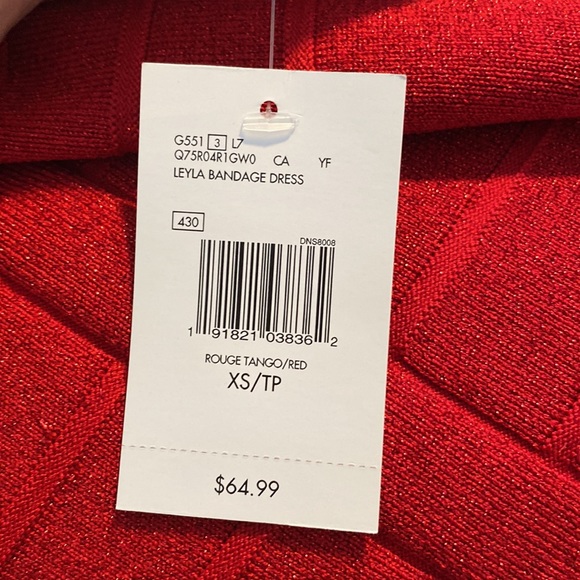 G551 3 L7
Q75R04R1GW0 CA YF
LEYLA BANDAGE DRESS
430
DNS8008
1 91821 03836 2
ROUGE TANGO/RED
XS/TP
$64.99